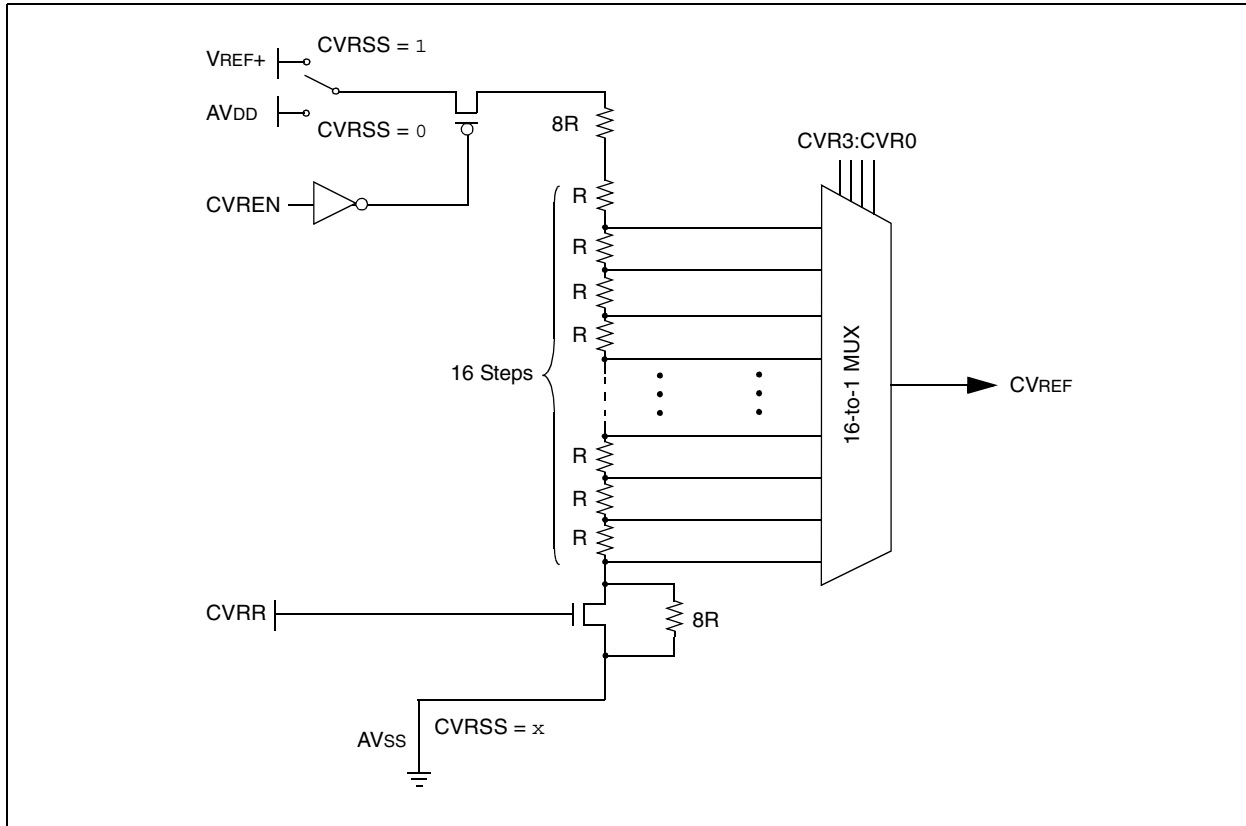 CVRSS = 1
VREF+
AVDD
CVRSS = 0
8R
CVREN
CVR3:CVR0
R
R
R
R
16 Steps
16-to-1 MUX
CVREF
R
R
R
CVRR
8R
CVRSS = x
AVSS